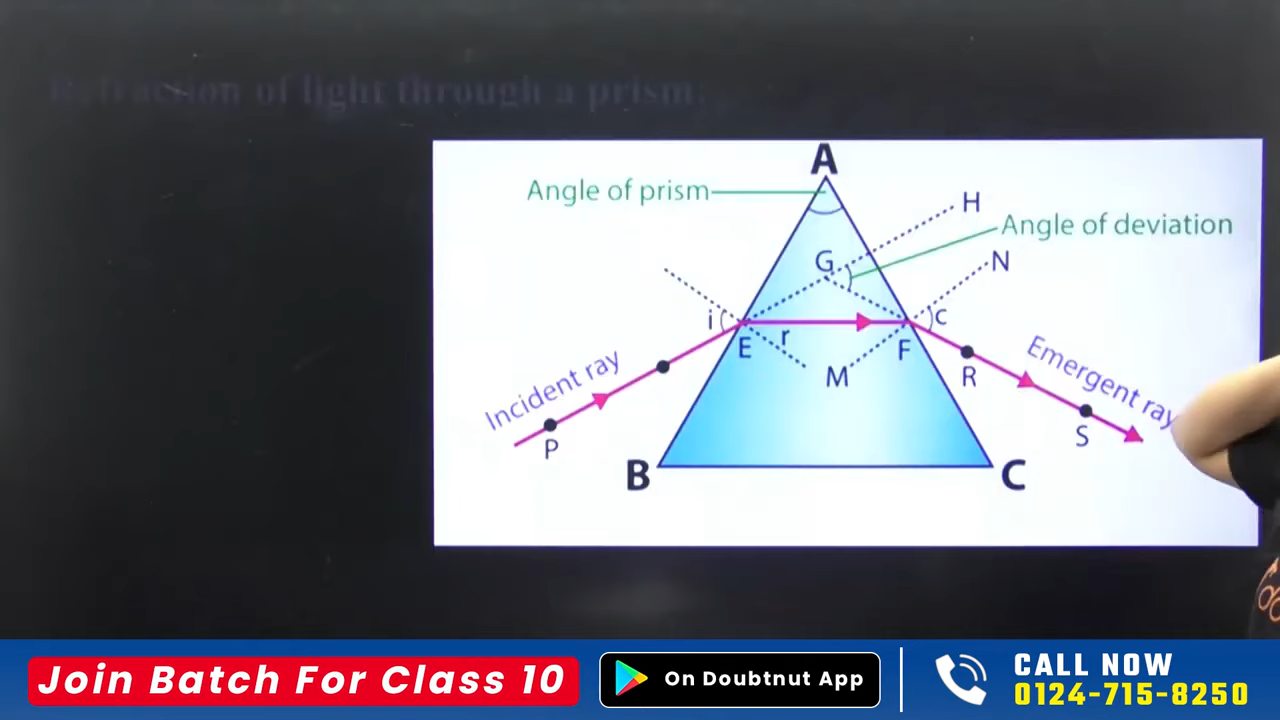 Refraction of light through a prism.
A
Angle of prism
H
Angle of deviation
G
N
i
c
r
E
F
M
R
Incident ray
Emergent ray
P
S
B
C
Join Batch For Class 10
On Doubtnut App
CALL NOW
0124-715-8250